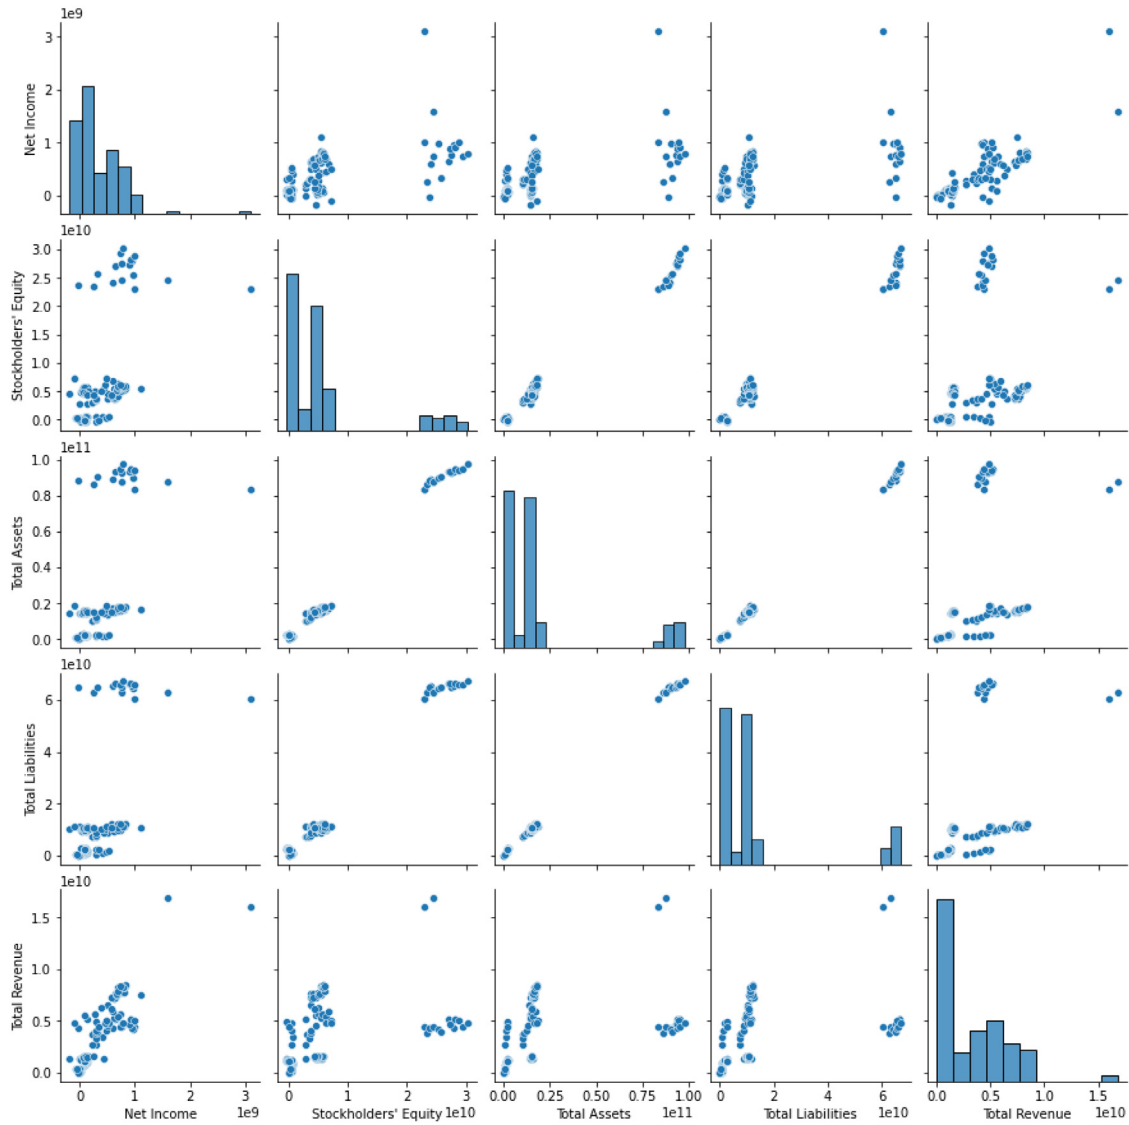 1e9
3
2
1
0
Net Income
1e10
3.0
2.5
2.0
1.5
1.0
0.5
0.0
Stockholders' Equity
1e11
1.0
0.8
0.6
0.4
0.2
0.0
Total Assets
1e10
6
4
2
0
Total Liabilities
1e10
1.5
1.0
0.5
0.0
Total Revenue
0 1 2 3
Net Income 1e9
0 1 2 3
Stockholders' Equity 1e10
0.00 0.25 0.50 0.75 1.00
Total Assets 1e11
0 2 4 6
Total Liabilities 1e10
0.0 0.5 1.0 1.5
Total Revenue 1e10